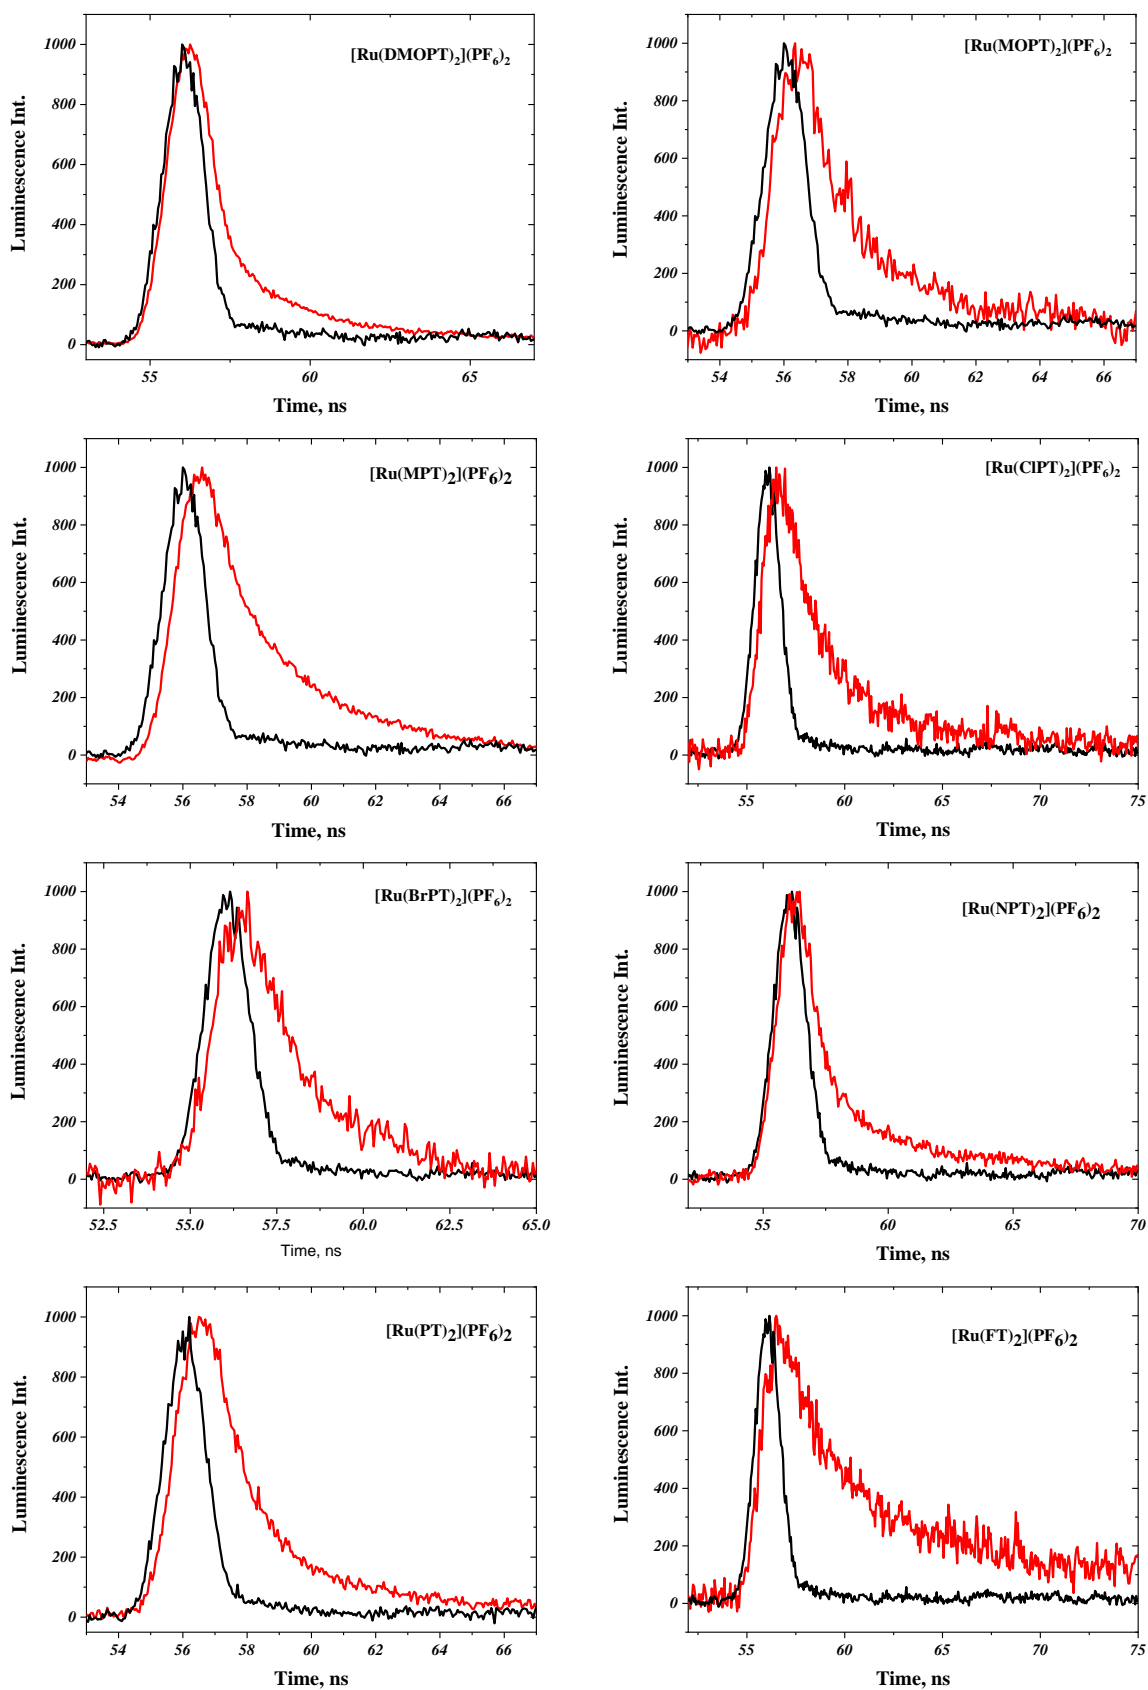 [Ru(DMOPT)₂](PF₆)₂
1000
800
600
400
200
0
Luminescence Int.
55 60 65
Time, ns
[Ru(MOPT)₂](PF₆)₂
1000
800
600
400
200
0
Luminescence Int.
54 56 58 60 62 64 66
Time, ns
[Ru(MPT)₂](PF₆)₂
1000
800
600
400
200
0
Luminescence Int.
54 56 58 60 62 64 66
Time, ns
[Ru(ClPT)₂](PF₆)₂
1000
800
600
400
200
0
Luminescence Int.
55 60 65 70 75
Time, ns
[Ru(BrPT)₂](PF₆)₂
1000
800
600
400
200
0
Luminescence Int.
52.5 55.0 57.5 60.0 62.5 65.0
Time, ns
[Ru(NPT)₂](PF₆)₂
1000
800
600
400
200
0
Luminescence Int.
55 60 65 70
Time, ns
[Ru(PT)₂](PF₆)₂
1000
800
600
400
200
0
Luminescence Int.
54 56 58 60 62 64 66
Time, ns
[Ru(FT)₂](PF₆)₂
1000
800
600
400
200
0
Luminescence Int.
55 60 65 70 75
Time, ns